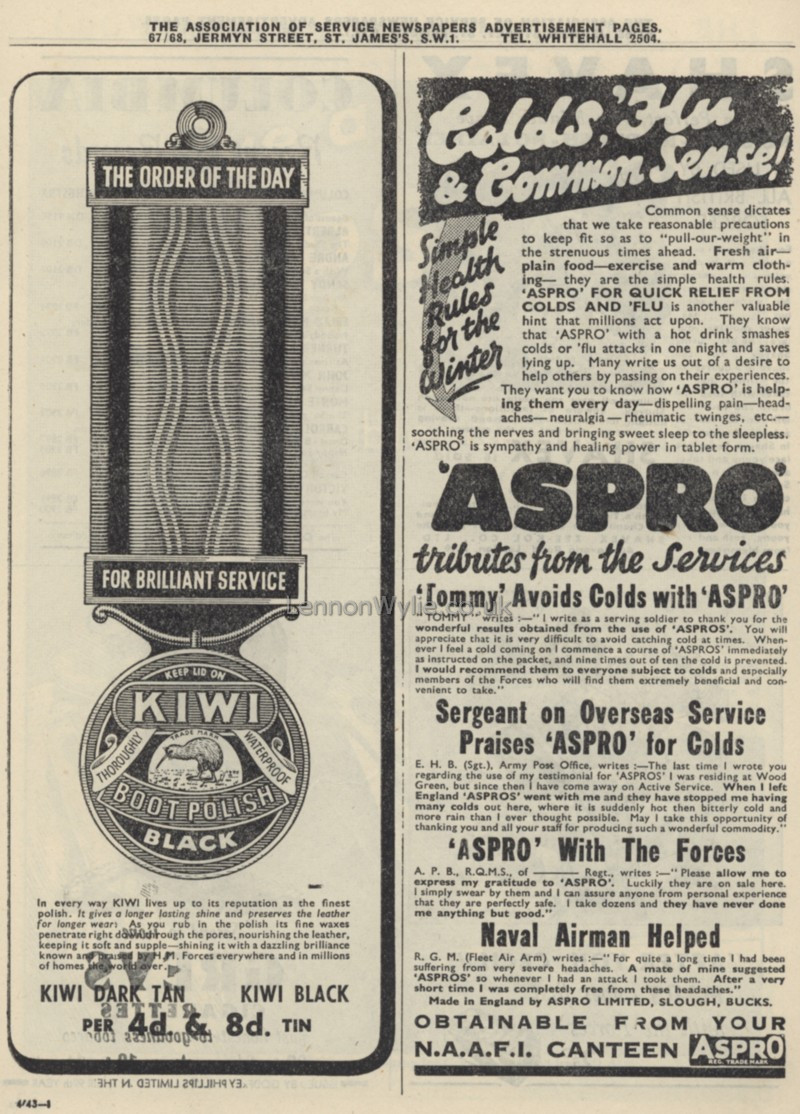 THE ASSOCIATION OF SERVICE NEWSPAPERS ADVERTISEMENT PAGES,
67/68, JERMYN STREET, ST. JAMES'S, S.W.1. TEL. WHITEHALL 2504.
THE ORDER OF THE DAY
FOR BRILLIANT SERVICE
KEEP LID ON
KIWI
TRADE MARK
THOROUGHLY
WATERPROOF
BOOT POLISH
BLACK
In every way KIWI lives up to its reputation as the finest
polish. It gives a longer lasting shine and preserves the leather
for longer wear: As you rub in the polish its fine waxes
penetrate right down through the pores, nourishing the leather,
keeping it soft and supple—shining it with a dazzling brilliance
known and praised by H.M. Forces everywhere and in millions
of homes the world over.
KIWI DARK TAN KIWI BLACK
PER 4d. & 8d. TIN
4/43—1
Colds, 'Flu
& Common Sense!
Simple
Health
Rules
for the
Winter
Common sense dictates
that we take reasonable precautions
to keep fit so as to "pull-our-weight" in
the strenuous times ahead. Fresh air—
plain food—exercise and warm cloth-
ing— they are the simple health rules.
'ASPRO' FOR QUICK RELIEF FROM
COLDS AND 'FLU is another valuable
hint that millions act upon. They know
that 'ASPRO' with a hot drink smashes
colds or 'flu attacks in one night and saves
lying up. Many write us out of a desire to
help others by passing on their experiences.
They want you to know how 'ASPRO' is help-
ing them every day—dispelling pain—head-
aches—neuralgia—rheumatic twinges, etc.—
soothing the nerves and bringing sweet sleep to the sleepless.
'ASPRO' is sympathy and healing power in tablet form.
'ASPRO'
tributes from the Services
'Tommy' Avoids Colds with 'ASPRO'
LennonWylie.co.uk
"TOMMY" writes :—" I write as a serving soldier to thank you for the
wonderful results obtained from the use of 'ASPROS'. You will
appreciate that it is very difficult to avoid catching cold at times. When-
ever I feel a cold coming on I commence a course of 'ASPROS' immediately
as instructed on the packet, and nine times out of ten the cold is prevented.
I would recommend them to everyone subject to colds and especially
members of the Forces who will find them extremely beneficial and con-
venient to take."
Sergeant on Overseas Service
Praises 'ASPRO' for Colds
E. H. B. (Sgt.), Army Post Office, writes :—The last time I wrote you
regarding the use of my testimonial for 'ASPROS' I was residing at Wood
Green, but since then I have come away on Active Service. When I left
England 'ASPROS' went with me and they have stopped me having
many colds out here, where it is suddenly hot then bitterly cold and
more rain than I ever thought possible. May I take this opportunity of
thanking you and all your staff for producing such a wonderful commodity."
'ASPRO' With The Forces
A. P. B., R.Q.M.S., of ——— Regt., writes :—" Please allow me to
express my gratitude to 'ASPRO'. Luckily they are on sale here.
I simply swear by them and I can assure anyone from personal experience
that they are perfectly safe. I take dozens and they have never done
me anything but good."
Naval Airman Helped
R. G. M. (Fleet Air Arm) writes :—" For quite a long time I had been
suffering from very severe headaches. A mate of mine suggested
'ASPROS' so whenever I had an attack I took them. After a very
short time I was completely free from these headaches."
Made in England by ASPRO LIMITED, SLOUGH, BUCKS.
OBTAINABLE FROM YOUR
N.A.A.F.I. CANTEEN ASPRO
REG. TRADE MARK